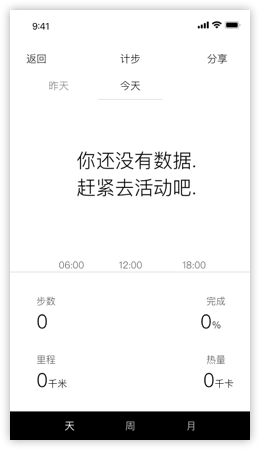 9:41
返回 计步 分享
昨天 今天
你还没有数据.
赶紧去活动吧.
06:00 12:00 18:00
步数 完成
0 0%
里程 热量
0千米 0千卡
天 周 月